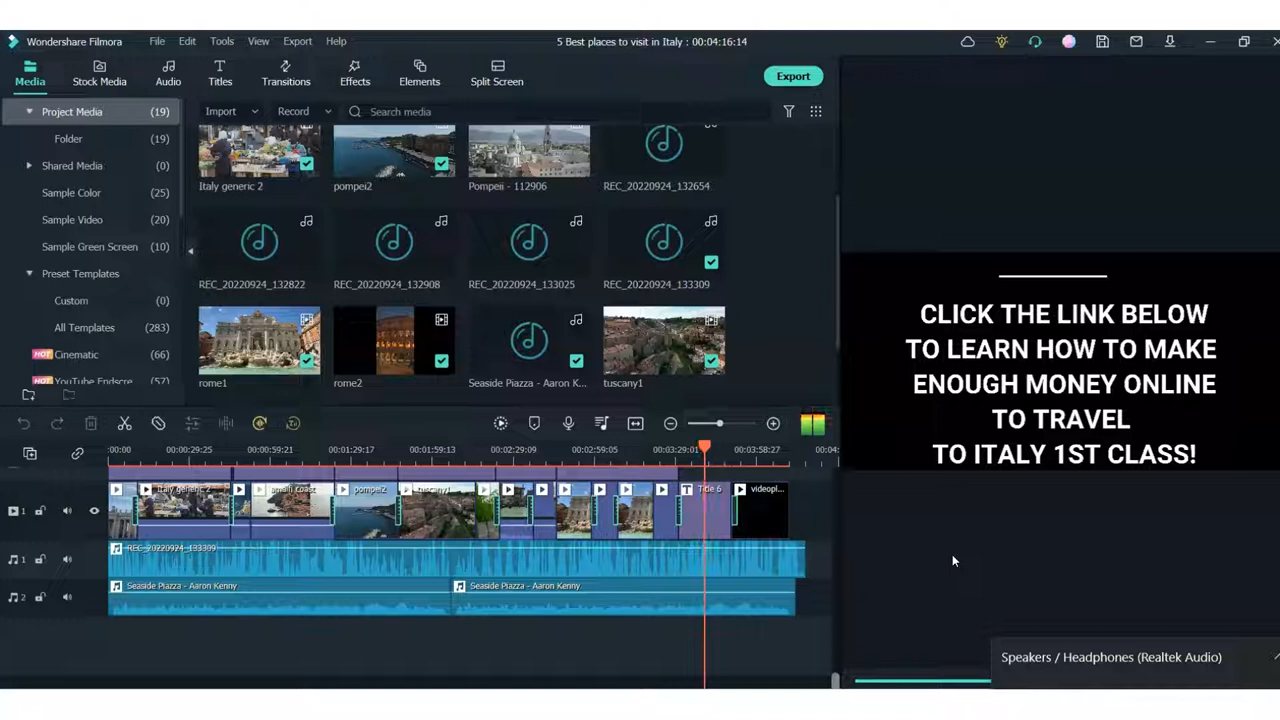 Wondershare Filmora File Edit Tools View Export Help 5 Best places to visit in Italy : 00:04:16:14
Media Stock Media Audio Titles Transitions Effects Elements Split Screen Export
Project Media (19) Import Record Search media
Folder (19)
Shared Media (0)
Sample Color (25)
Sample Video (20)
Sample Green Screen (10)
Preset Templates
Custom (0)
All Templates (283)
HOT Cinematic (66)
HOT YouTube Endscre... (57)
Italy generic 2 pompei2 Pompeii - 112906 REC_20220924_132654
REC_20220924_132822 REC_20220924_132908 REC_20220924_133025 REC_20220924_133309
rome1 rome2 Seaside Piazza - Aaron K... tuscany1
CLICK THE LINK BELOW
TO LEARN HOW TO MAKE
ENOUGH MONEY ONLINE
TO TRAVEL
TO ITALY 1ST CLASS!
:00:00 00:00:29:25 00:00:59:21 00:01:29:17 00:01:59:13 00:02:29:09 00:02:59:05 00:03:29:01 00:03:58:27 00:04:
1 Italy generic 2 amalfi coast pompei2 tuscany1 T Title 6 videopl...
1 REC_20220924_133309
2 Seaside Piazza - Aaron Kenny Seaside Piazza - Aaron Kenny
Speakers / Headphones (Realtek Audio)